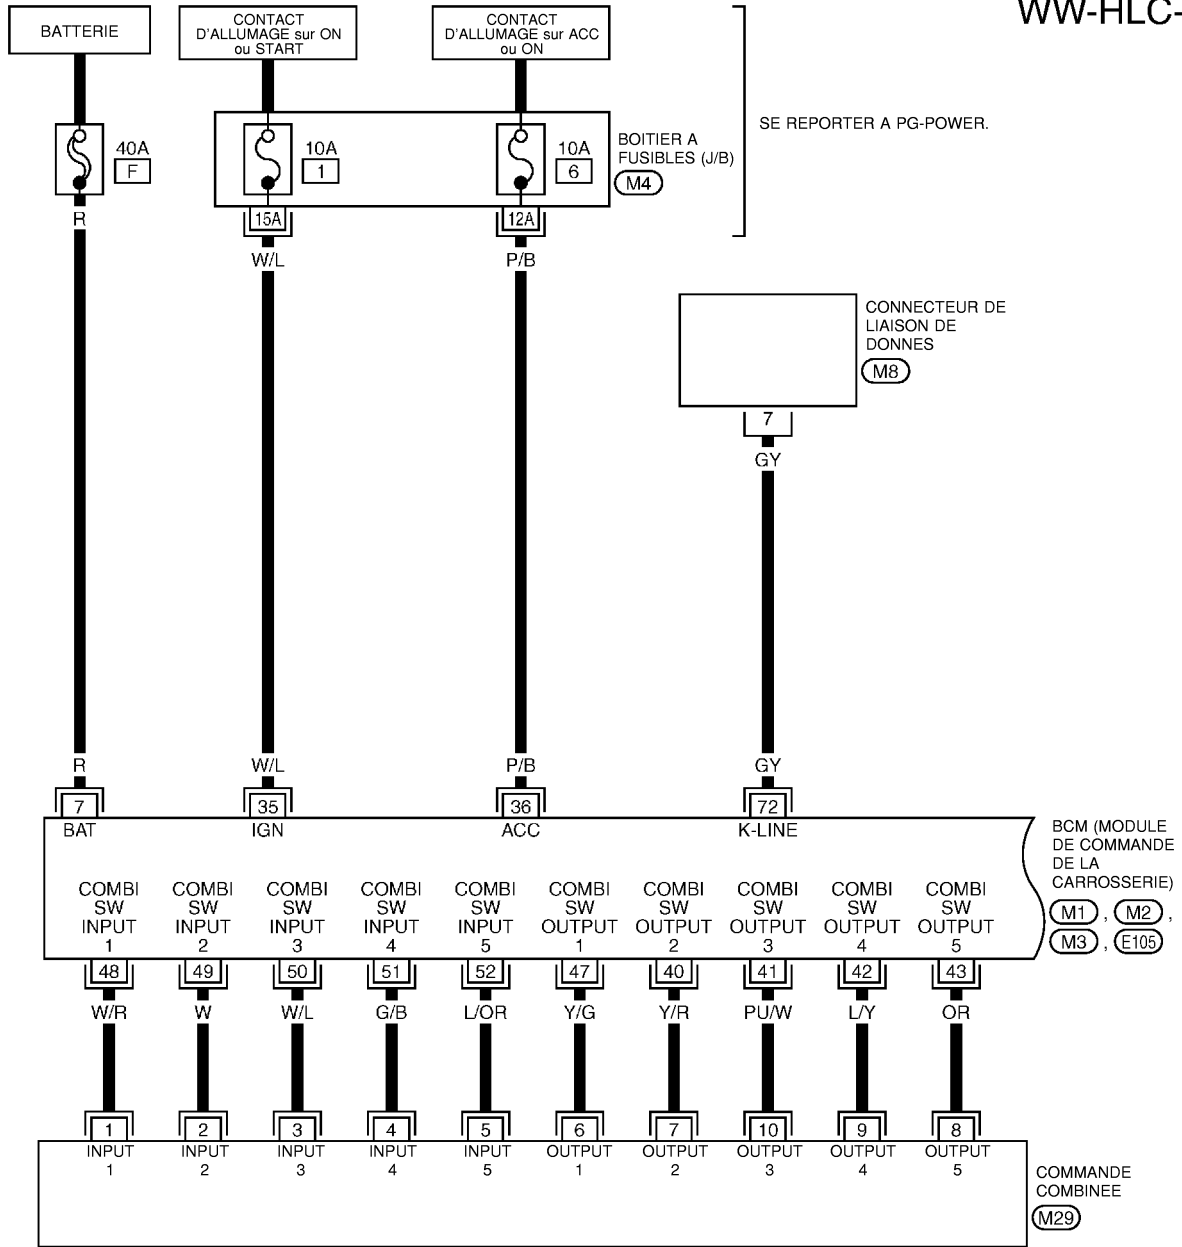 WW-HLC-
BATTERIE
CONTACT
D'ALLUMAGE sur ON
ou START
CONTACT
D'ALLUMAGE sur ACC
ou ON
40A
F
10A
1
10A
6
BOITIER A
FUSIBLES (J/B)
M4
SE REPORTER A PG-POWER.
15A
12A
R
W/L
P/B
CONNECTEUR DE
LIAISON DE
DONNES
M8
7
GY
R
W/L
P/B
GY
7
35
36
72
BAT
IGN
ACC
K-LINE
BCM (MODULE
DE COMMANDE
DE LA
CARROSSERIE)
M1 , M2 ,
M3 , E105
COMBI
SW
INPUT
1
COMBI
SW
INPUT
2
COMBI
SW
INPUT
3
COMBI
SW
INPUT
4
COMBI
SW
INPUT
5
COMBI
SW
OUTPUT
1
COMBI
SW
OUTPUT
2
COMBI
SW
OUTPUT
3
COMBI
SW
OUTPUT
4
COMBI
SW
OUTPUT
5
48 49 50 51 52 47 40 41 42 43
W/R W W/L G/B L/OR Y/G Y/R PU/W L/Y OR
1 2 3 4 5 6 7 10 9 8
INPUT
1
INPUT
2
INPUT
3
INPUT
4
INPUT
5
OUTPUT
1
OUTPUT
2
OUTPUT
3
OUTPUT
4
OUTPUT
5
COMMANDE
COMBINEE
M29